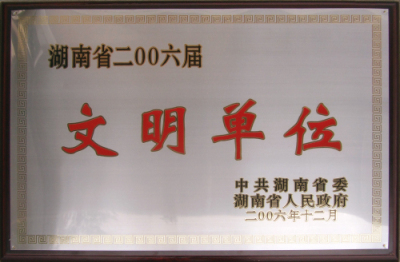 湖南省二00六届
文明单位
中共湖南省委
湖南省人民政府
二00六年十二月